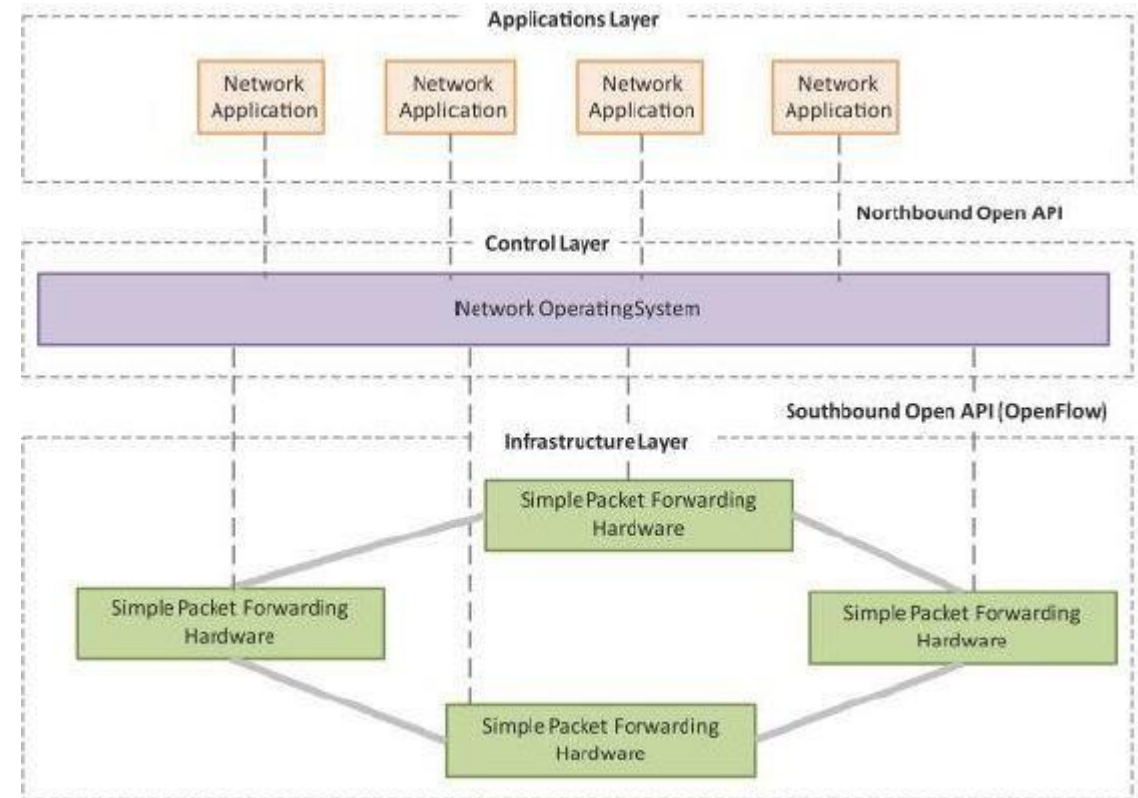 Applications Layer
Network
Application
Network
Application
Network
Application
Network
Application
Northbound Open API
Control Layer
Network OperatingSystem
Southbound Open API (OpenFlow)
Infrastructure Layer
Simple Packet Forwarding
Hardware
Simple Packet Forwarding
Hardware
Simple Packet Forwarding
Hardware
Simple Packet Forwarding
Hardware